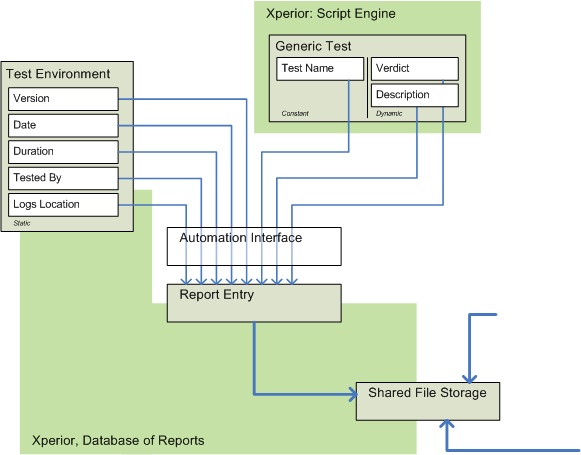 Xperior: Script Engine
Generic Test
Test Name
Verdict
Description
Constant
Dynamic
Test Environment
Version
Date
Duration
Tested By
Logs Location
Static
Automation Interface
Report Entry
Shared File Storage
Xperior, Database of Reports